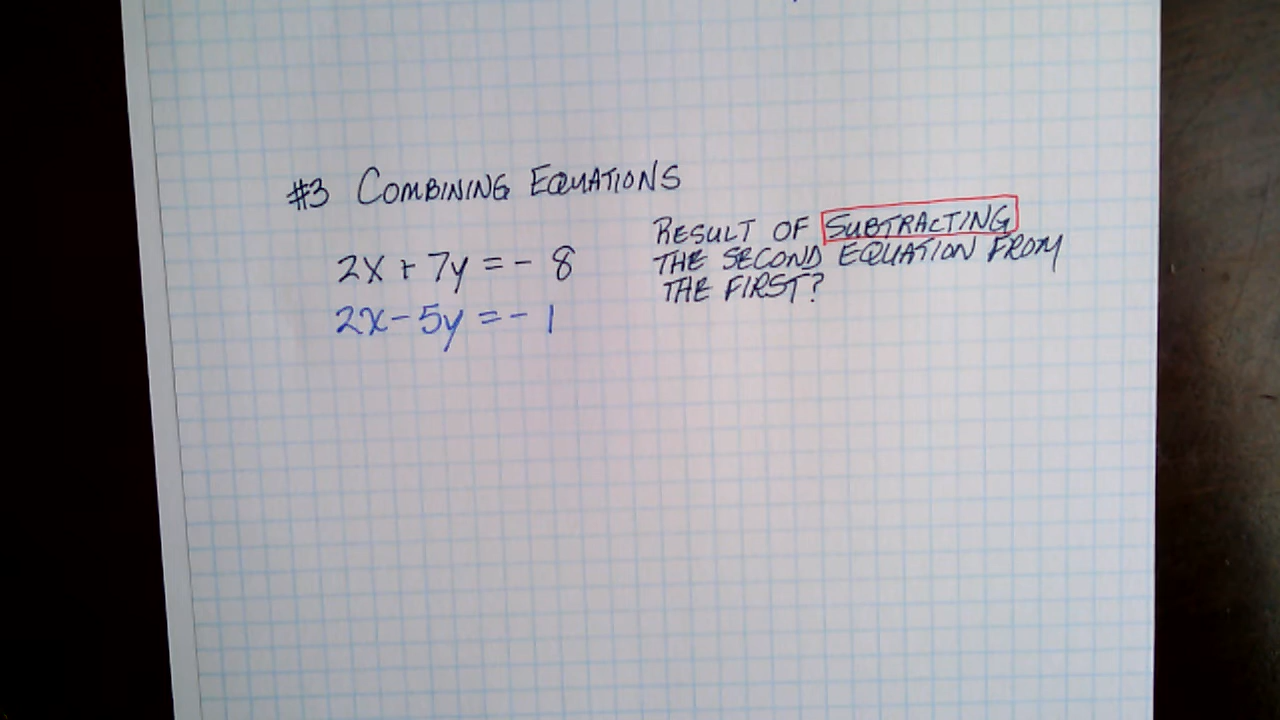 #3 COMBINING EQUATIONS
RESULT OF SUBTRACTING
THE SECOND EQUATION FROM
THE FIRST?
2x + 7y = - 8
2x - 5y = - 1